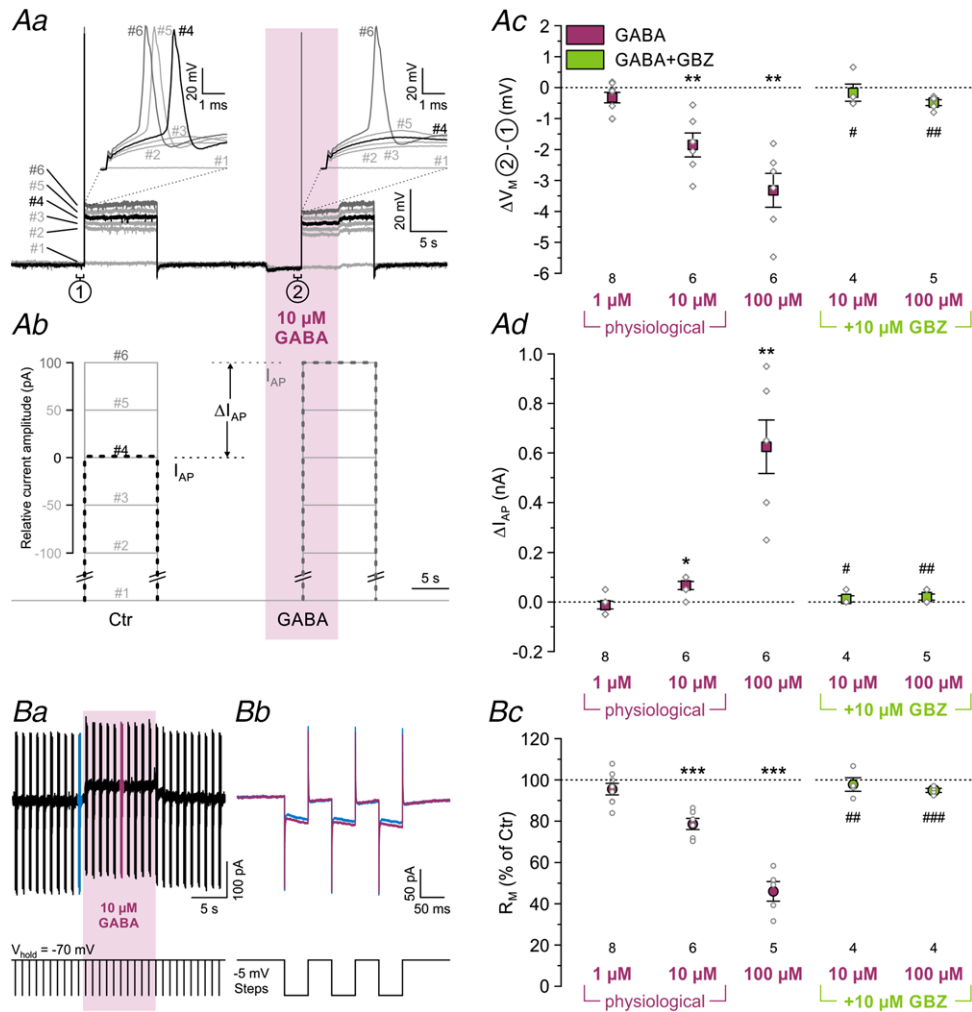 Aa
#6
#5
#4
20 mV
1 ms
#3
#2
#1
#6
20 mV
1 ms
#5
#4
#2
#3
#1
#6
#5
#4
#3
#2
#1
20 mV
5 s
1
2
10 µM
GABA
Ab
Relative current amplitude (pA)
100
50
0
-50
-100
#6
#5
#4
#3
#2
#1
I_AP
ΔI_AP
I_AP
5 s
Ctr
GABA
Ba
100 pA
5 s
10 µM
GABA
V_hold = -70 mV
Bb
50 pA
50 ms
-5 mV
Steps
Ac
GABA
GABA+GBZ
ΔV_M ②-① (mV)
2
1
0
-1
-2
-3
-4
-5
-6
** **
# ##
8 6 6 4 5
1 µM 10 µM 100 µM 10 µM 100 µM
physiological +10 µM GBZ
Ad
ΔI_AP (nA)
1.0
0.8
0.6
0.4
0.2
0.0
-0.2
* **
# ##
8 6 6 4 5
1 µM 10 µM 100 µM 10 µM 100 µM
physiological +10 µM GBZ
Bc
R_M (% of Ctr)
120
100
80
60
40
20
0
*** ***
## ###
8 6 5 4 4
1 µM 10 µM 100 µM 10 µM 100 µM
physiological +10 µM GBZ